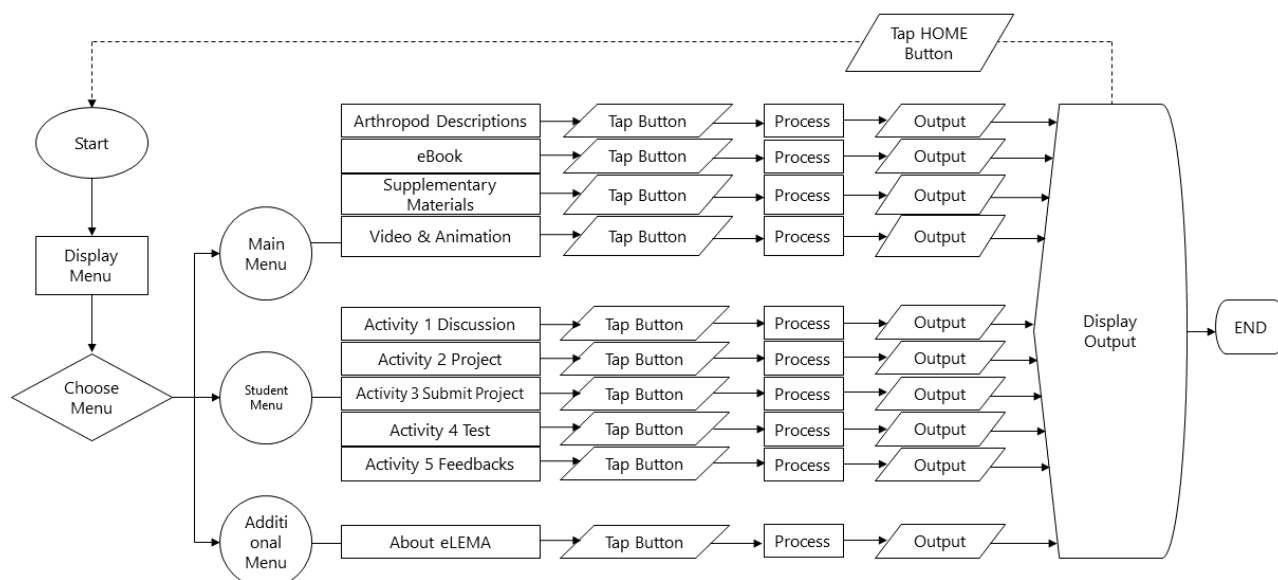 Tap HOME
Button
Start
Display
Menu
Choose
Menu
Main
Menu
Arthropod Descriptions
Tap Button
Process
Output
eBook
Tap Button
Process
Output
Supplementary
Materials
Tap Button
Process
Output
Video & Animation
Tap Button
Process
Output
Student
Menu
Activity 1 Discussion
Tap Button
Process
Output
Activity 2 Project
Tap Button
Process
Output
Activity 3 Submit Project
Tap Button
Process
Output
Activity 4 Test
Tap Button
Process
Output
Activity 5 Feedbacks
Tap Button
Process
Output
Additi
onal
Menu
About eLEMA
Tap Button
Process
Output
Display
Output
END